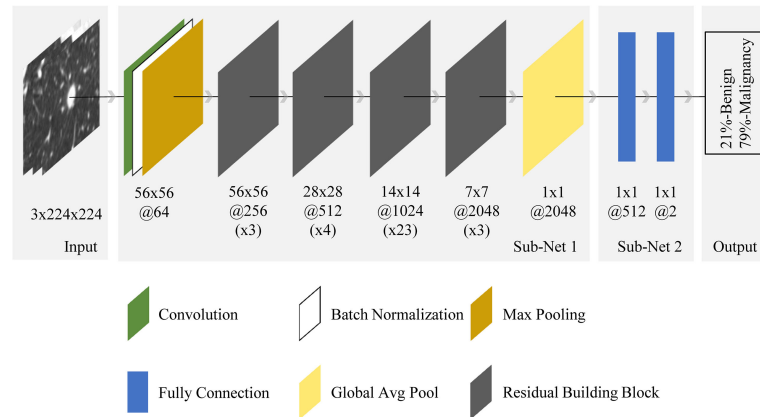 3x224x224
Input
56x56
@64
56x56
@256
(x3)
28x28
@512
(x4)
14x14
@1024
(x23)
7x7
@2048
(x3)
1x1
@2048
Sub-Net 1
1x1
@512
1x1
@2
Sub-Net 2
21%-Benign
79%-Malignancy
Output
Convolution
Batch Normalization
Max Pooling
Fully Connection
Global Avg Pool
Residual Building Block